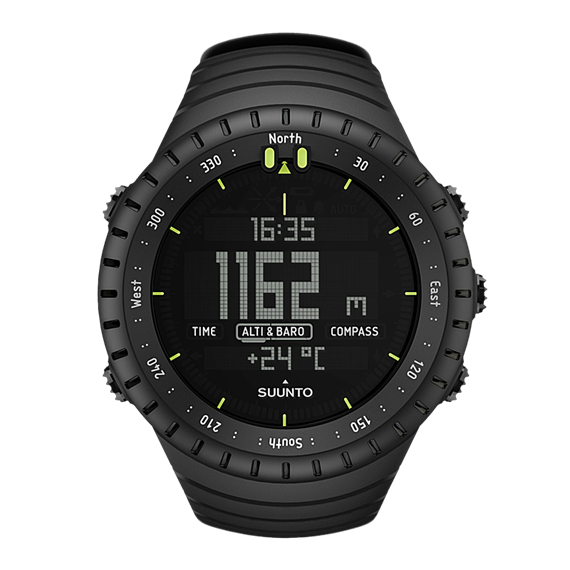 North
330
30
300
60
16:35
1162 m
West
East
TIME ALTI & BARO COMPASS
+24 °C
240
120
SUUNTO
210
150
South